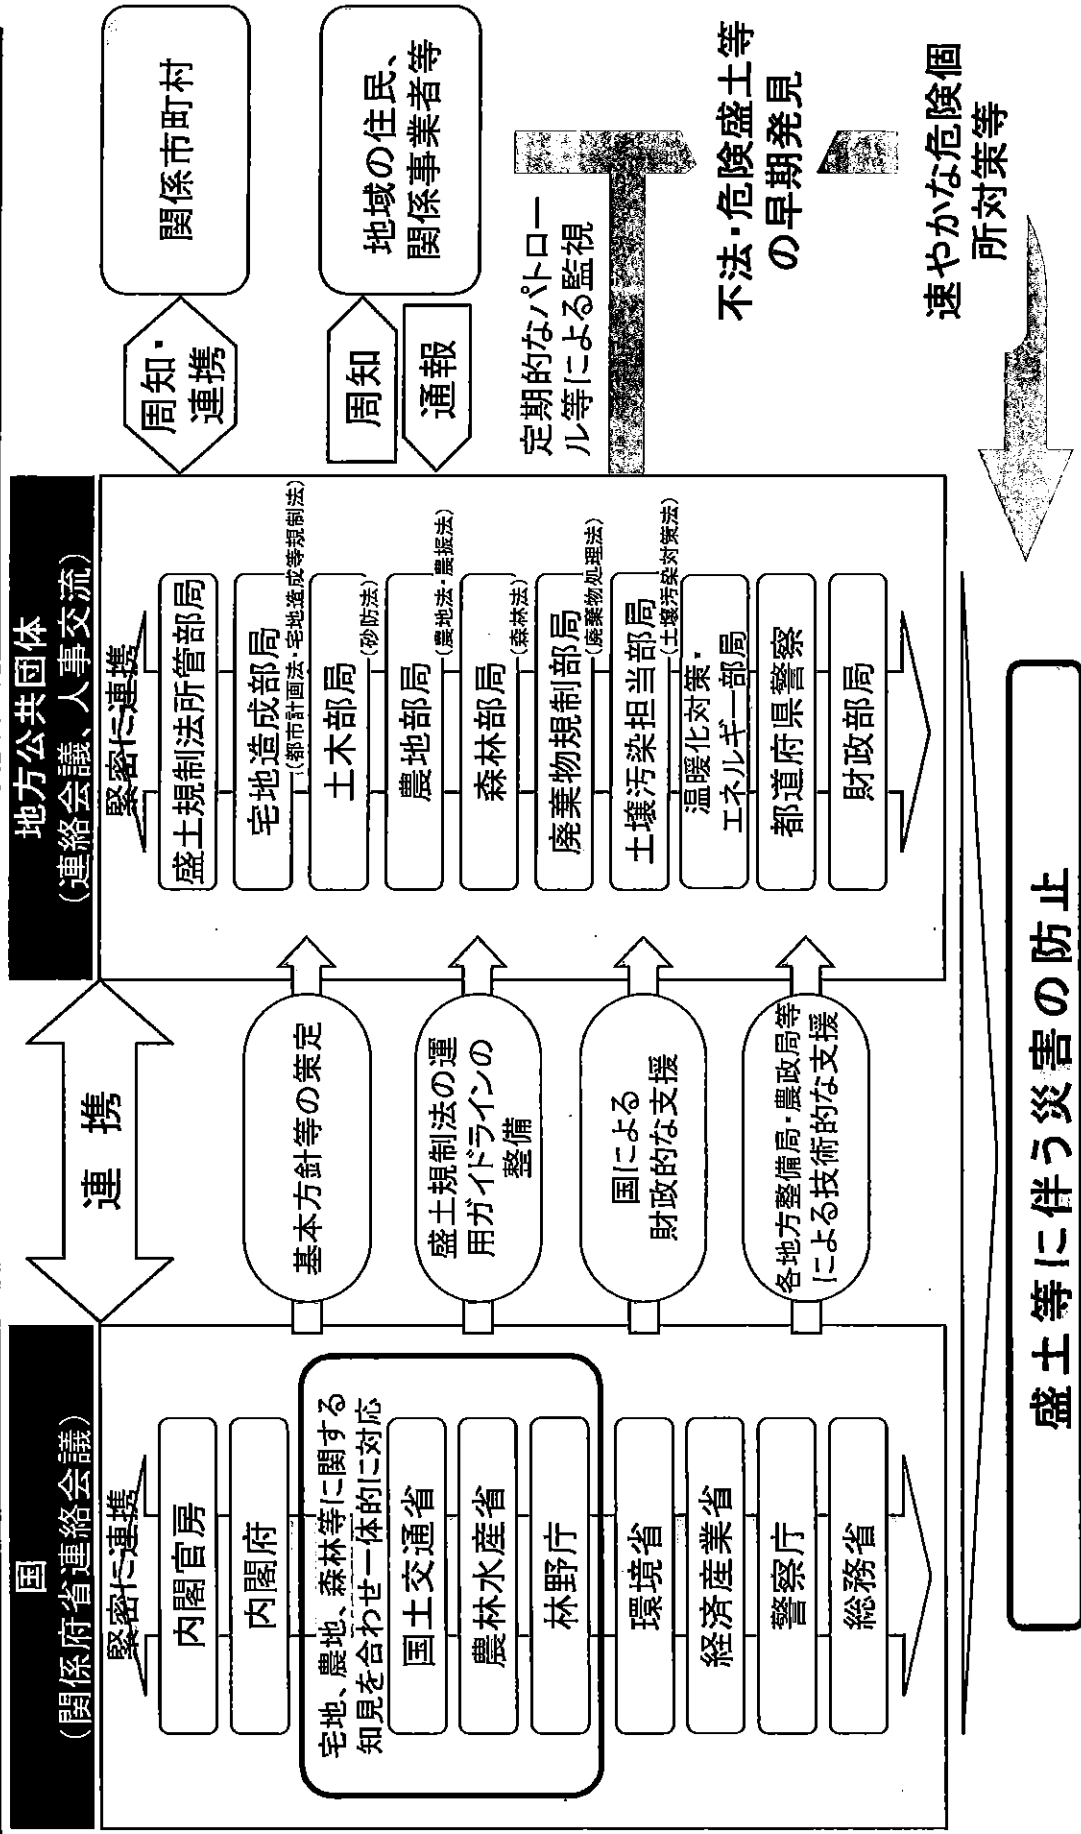 国
(関係府省連絡会議)
緊密に連携
内閣官房
内閣府
宅地、農地、森林等に関する
知見を合わせ一体的に対応
国土交通省
農林水産省
林野庁
環境省
経済産業省
警察庁
総務省
連 携
基本方針等の策定
盛土規制法の運
用ガイドラインの
整備
国による
財政的な支援
各地方整備局・農政局等
による技術的な支援
地方公共団体
(連絡会議、人事交流)
緊密に連携
盛土規制法所管部局
宅地造成部局
(都市計画法・宅地造成等規制法)
土木部局
(砂防法)
農地部局
(農地法・農振法)
森林部局
(森林法)
廃棄物規制部局
(廃棄物処理法)
土壌汚染担当部局
(土壌汚染対策法)
温暖化対策・
エネルギー部局
都道府県警察
財政部局
周知・
連携
関係市町村
周知
通報
地域の住民、
関係事業者等
定期的なパトロー
ル等による監視
不法・危険盛土等
の早期発見
速やかな危険個
所対策等
盛土等に伴う災害の防止